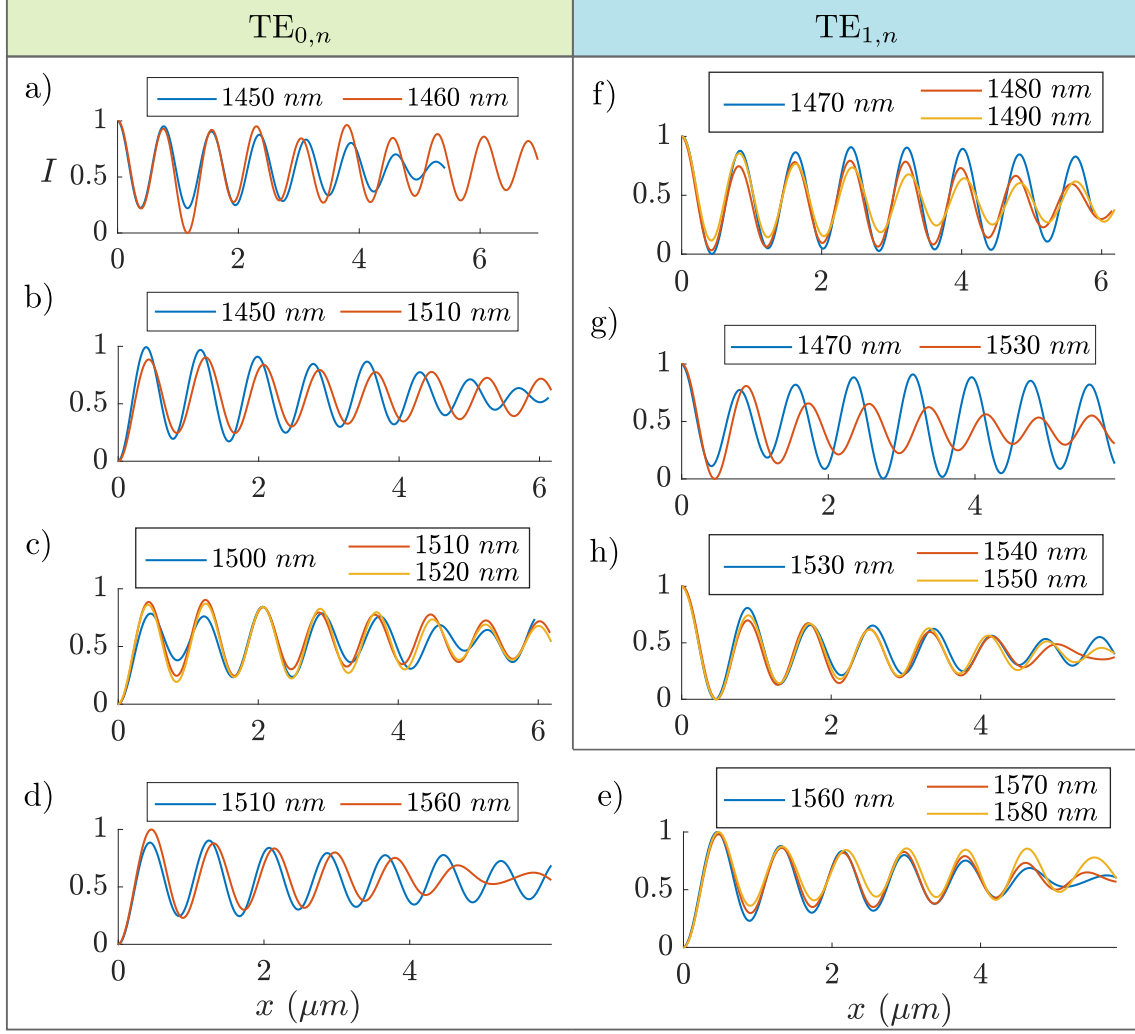 TE0,n
TE1,n
a)
1450 nm 1460 nm
1
I 0.5
0
0 2 4 6
b)
1450 nm 1510 nm
1
0.5
0
0 2 4 6
c)
1500 nm 1510 nm
1520 nm
1
0.5
0
0 2 4 6
d)
1510 nm 1560 nm
1
0.5
0
0 2 4
x (μm)
f)
1470 nm 1480 nm
1490 nm
1
0.5
0
0 2 4 6
g)
1470 nm 1530 nm
1
0.5
0
0 2 4
h)
1530 nm 1540 nm
1550 nm
1
0.5
0
0 2 4
e)
1560 nm 1570 nm
1580 nm
1
0.5
0
0 2 4
x (μm)